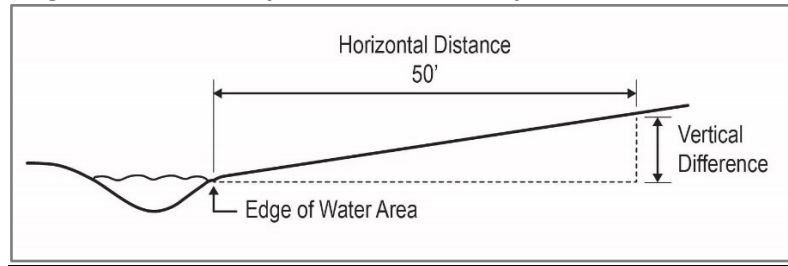 Horizontal Distance
50'
Vertical
Difference
Edge of Water Area